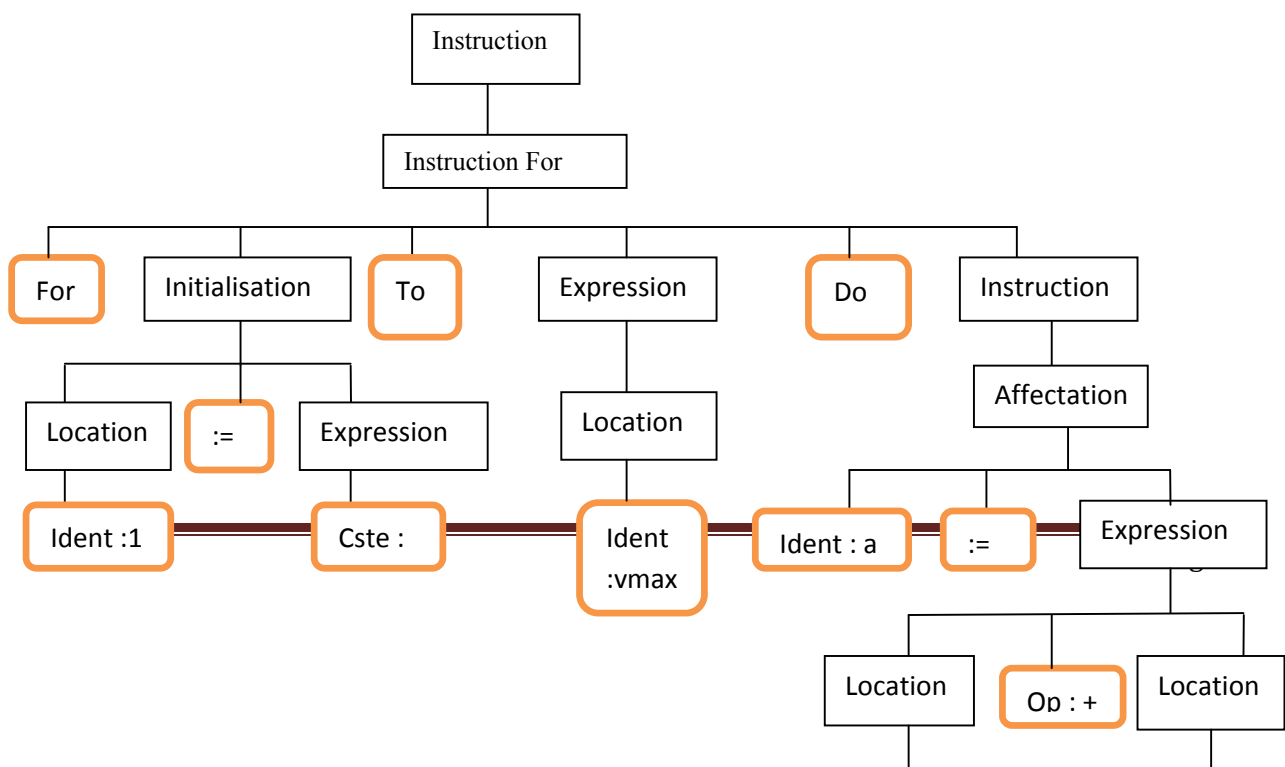 Instruction
Instruction For
For
Initialisation
To
Expression
Do
Instruction
Affectation
Location
:=
Expression
Location
Ident :1
Cste :
Ident
:vmax
Ident : a
:=
Expression
Location
Op : +
Location